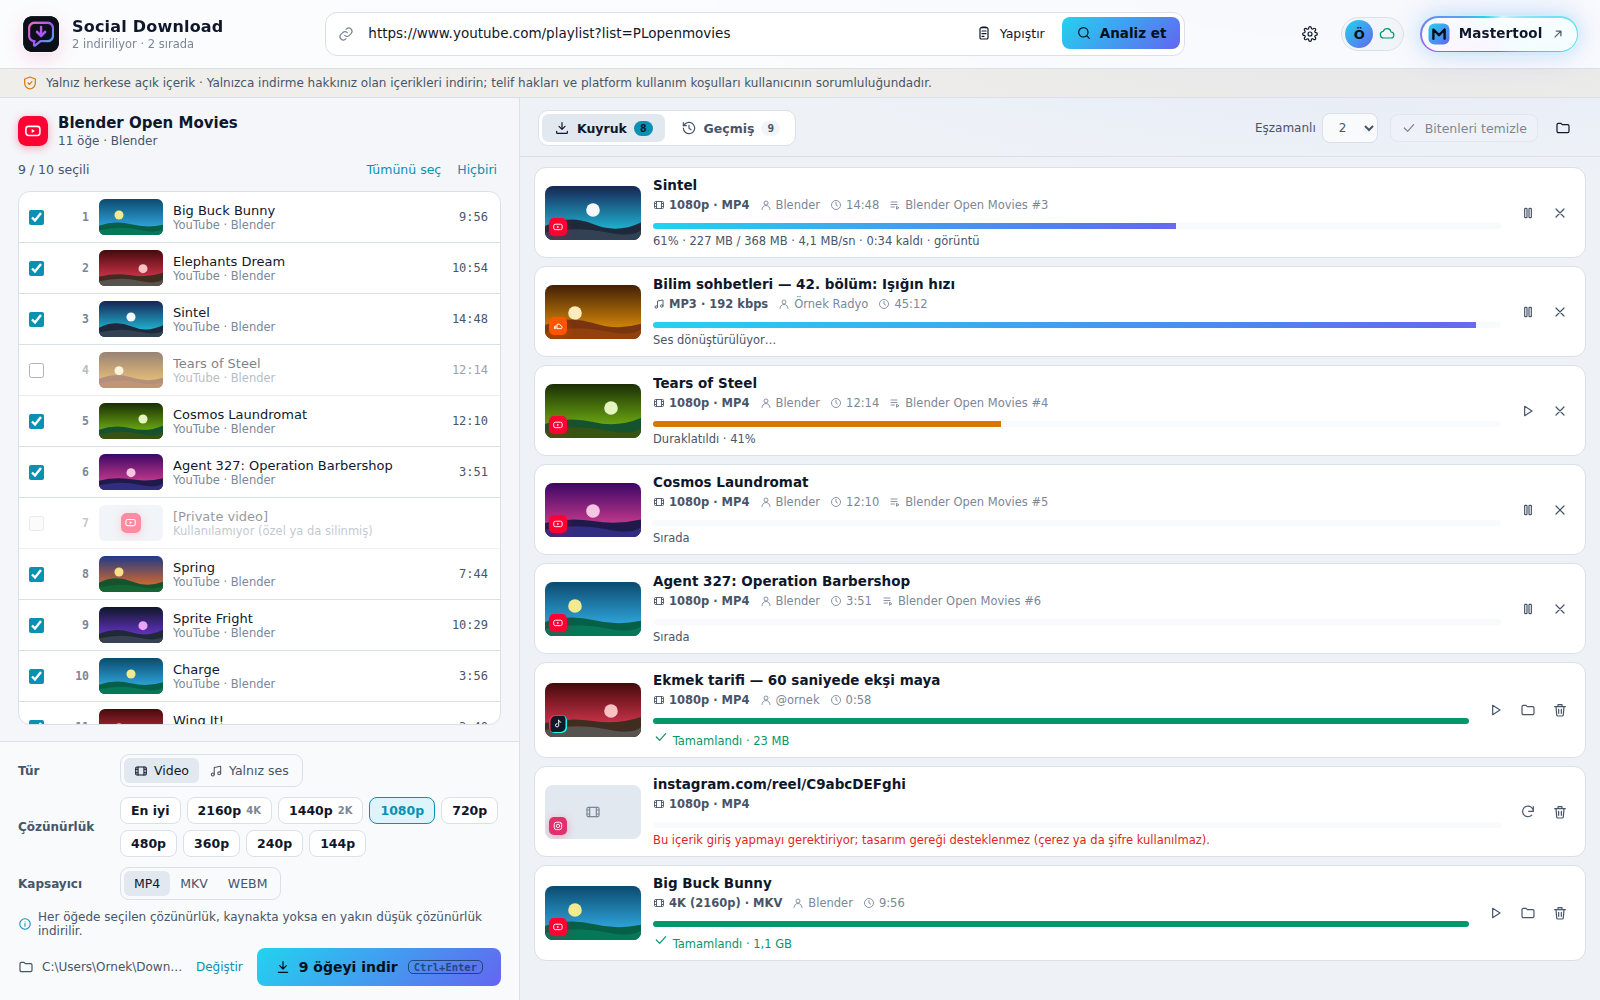 Social Download
2 indiriliyor · 2 sırada
https://www.youtube.com/playlist?list=PLopenmovies
Yapıştır
Analiz et
Ö
Mastertool
Yalnız herkese açık içerik · Yalnızca indirme hakkınız olan içerikleri indirin; telif hakları ve platform kullanım koşulları kullanıcının sorumluluğundadır.
Blender Open Movies
11 öğe · Blender
9 / 10 seçili
Tümünü seç
Hiçbiri
1
Big Buck Bunny
YouTube · Blender
9:56
2
Elephants Dream
YouTube · Blender
10:54
3
Sintel
YouTube · Blender
14:48
4
Tears of Steel
YouTube · Blender
12:14
5
Cosmos Laundromat
YouTube · Blender
12:10
6
Agent 327: Operation Barbershop
YouTube · Blender
3:51
7
[Private video]
Kullanılamıyor (özel ya da silinmiş)
8
Spring
YouTube · Blender
7:44
9
Sprite Fright
YouTube · Blender
10:29
10
Charge
YouTube · Blender
3:56
Wing It!
Tür
Video
Yalnız ses
Çözünürlük
En iyi
2160p 4K
1440p 2K
1080p
720p
480p
360p
240p
144p
Kapsayıcı
MP4
MKV
WEBM
Her öğede seçilen çözünürlük, kaynakta yoksa en yakın düşük çözünürlük
indirilir.
C:\Users\Ornek\Down...
Değiştir
9 öğeyi indir
Ctrl+Enter
Kuyruk 8
Geçmiş 9
Eşzamanlı
2
Bitenleri temizle
Sintel
1080p · MP4 Blender 14:48 Blender Open Movies #3
61% · 227 MB / 368 MB · 4,1 MB/sn · 0:34 kaldı · görüntü
Bilim sohbetleri — 42. bölüm: Işığın hızı
MP3 · 192 kbps Örnek Radyo 45:12
Ses dönüştürülüyor…
Tears of Steel
1080p · MP4 Blender 12:14 Blender Open Movies #4
Duraklatıldı · 41%
Cosmos Laundromat
1080p · MP4 Blender 12:10 Blender Open Movies #5
Sırada
Agent 327: Operation Barbershop
1080p · MP4 Blender 3:51 Blender Open Movies #6
Sırada
Ekmek tarifi — 60 saniyede ekşi maya
1080p · MP4 @ornek 0:58
Tamamlandı · 23 MB
instagram.com/reel/C9abcDEFghi
1080p · MP4
Bu içerik giriş yapmayı gerektiriyor; tasarım gereği desteklenmez (çerez ya da şifre kullanılmaz).
Big Buck Bunny
4K (2160p) · MKV Blender 9:56
Tamamlandı · 1,1 GB